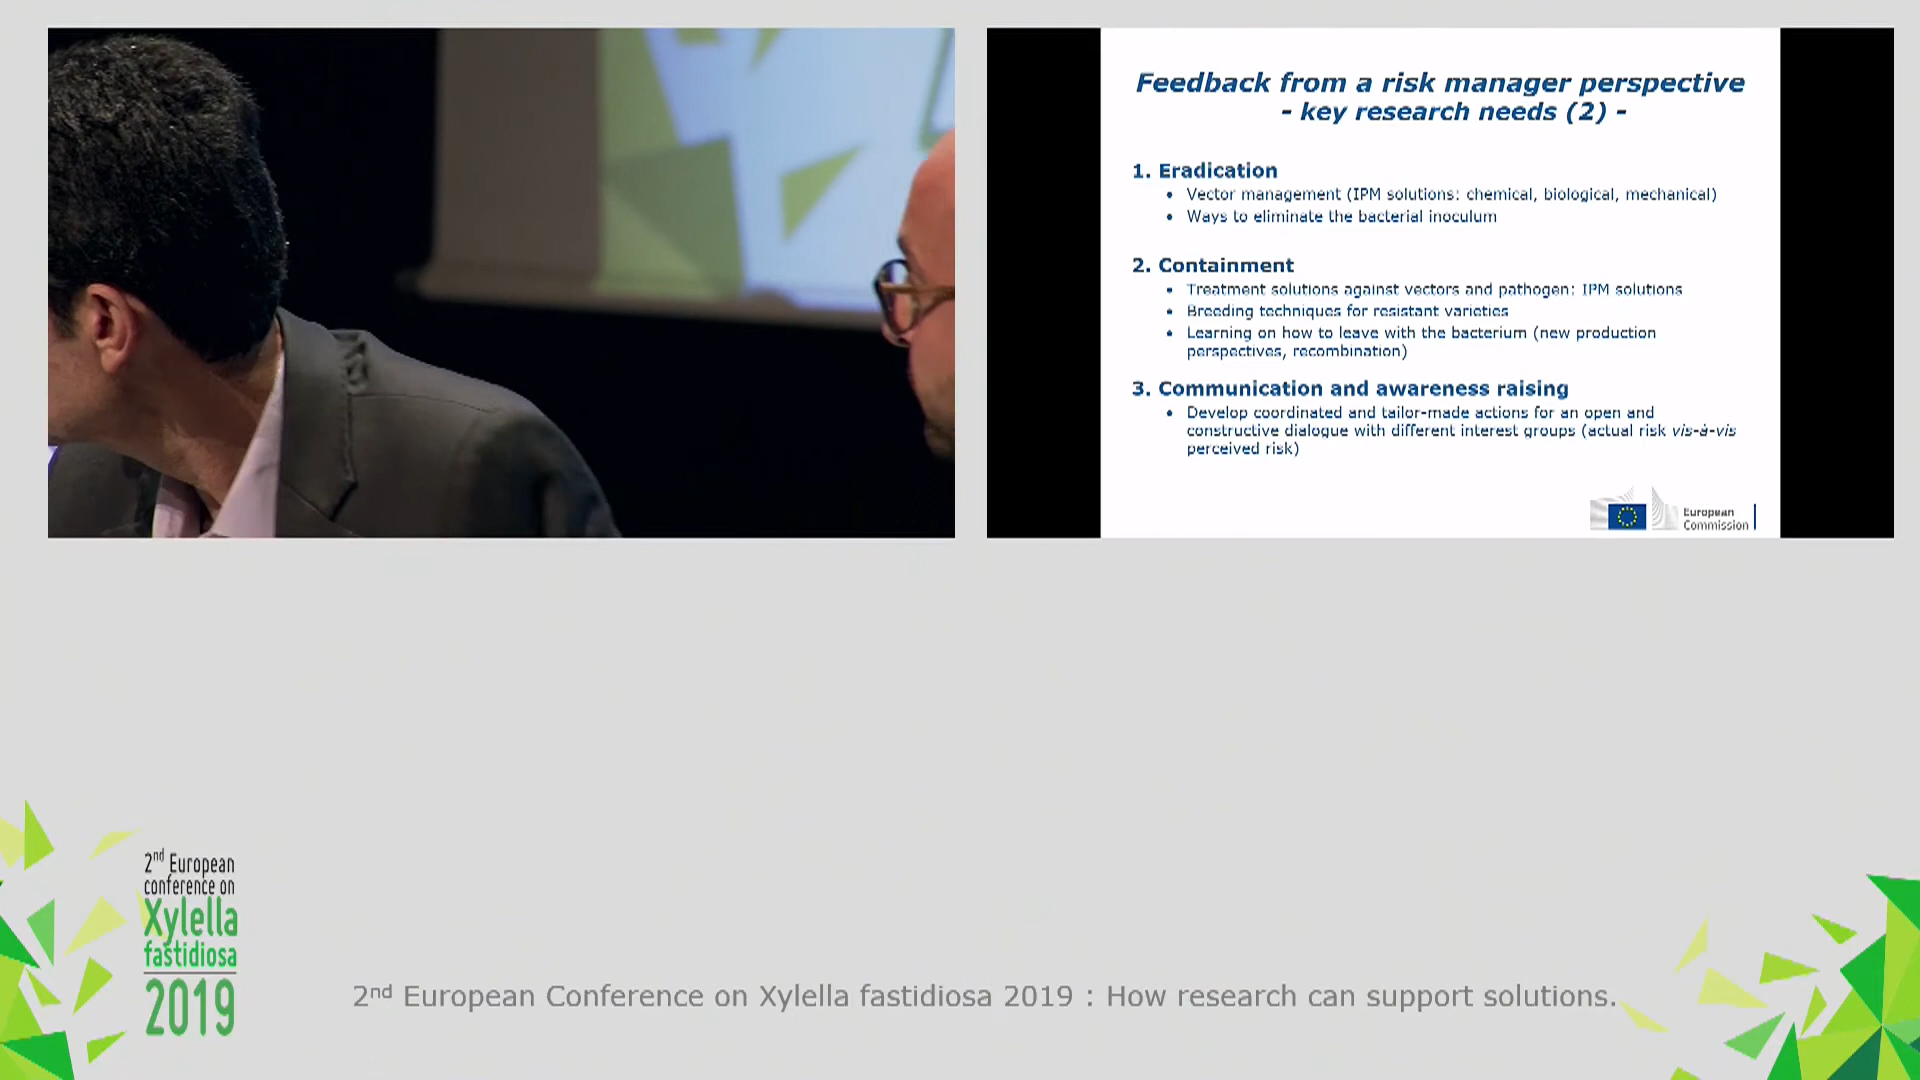 Feedback from a risk manager perspective
- key research needs (2) -
1. Eradication
• Vector management (IPM solutions: chemical, biological, mechanical)
• Ways to eliminate the bacterial inoculum
2. Containment
• Treatment solutions against vectors and pathogen: IPM solutions
• Breeding techniques for resistant varieties
• Learning on how to leave with the bacterium (new production
perspectives, recombination)
3. Communication and awareness raising
• Develop coordinated and tailor-made actions for an open and
constructive dialogue with different interest groups (actual risk vis-à-vis
perceived risk)
European
Commission
2nd European
conference on
Xylella
fastidiosa
2019
2nd European Conference on Xylella fastidiosa 2019 : How research can support solutions.